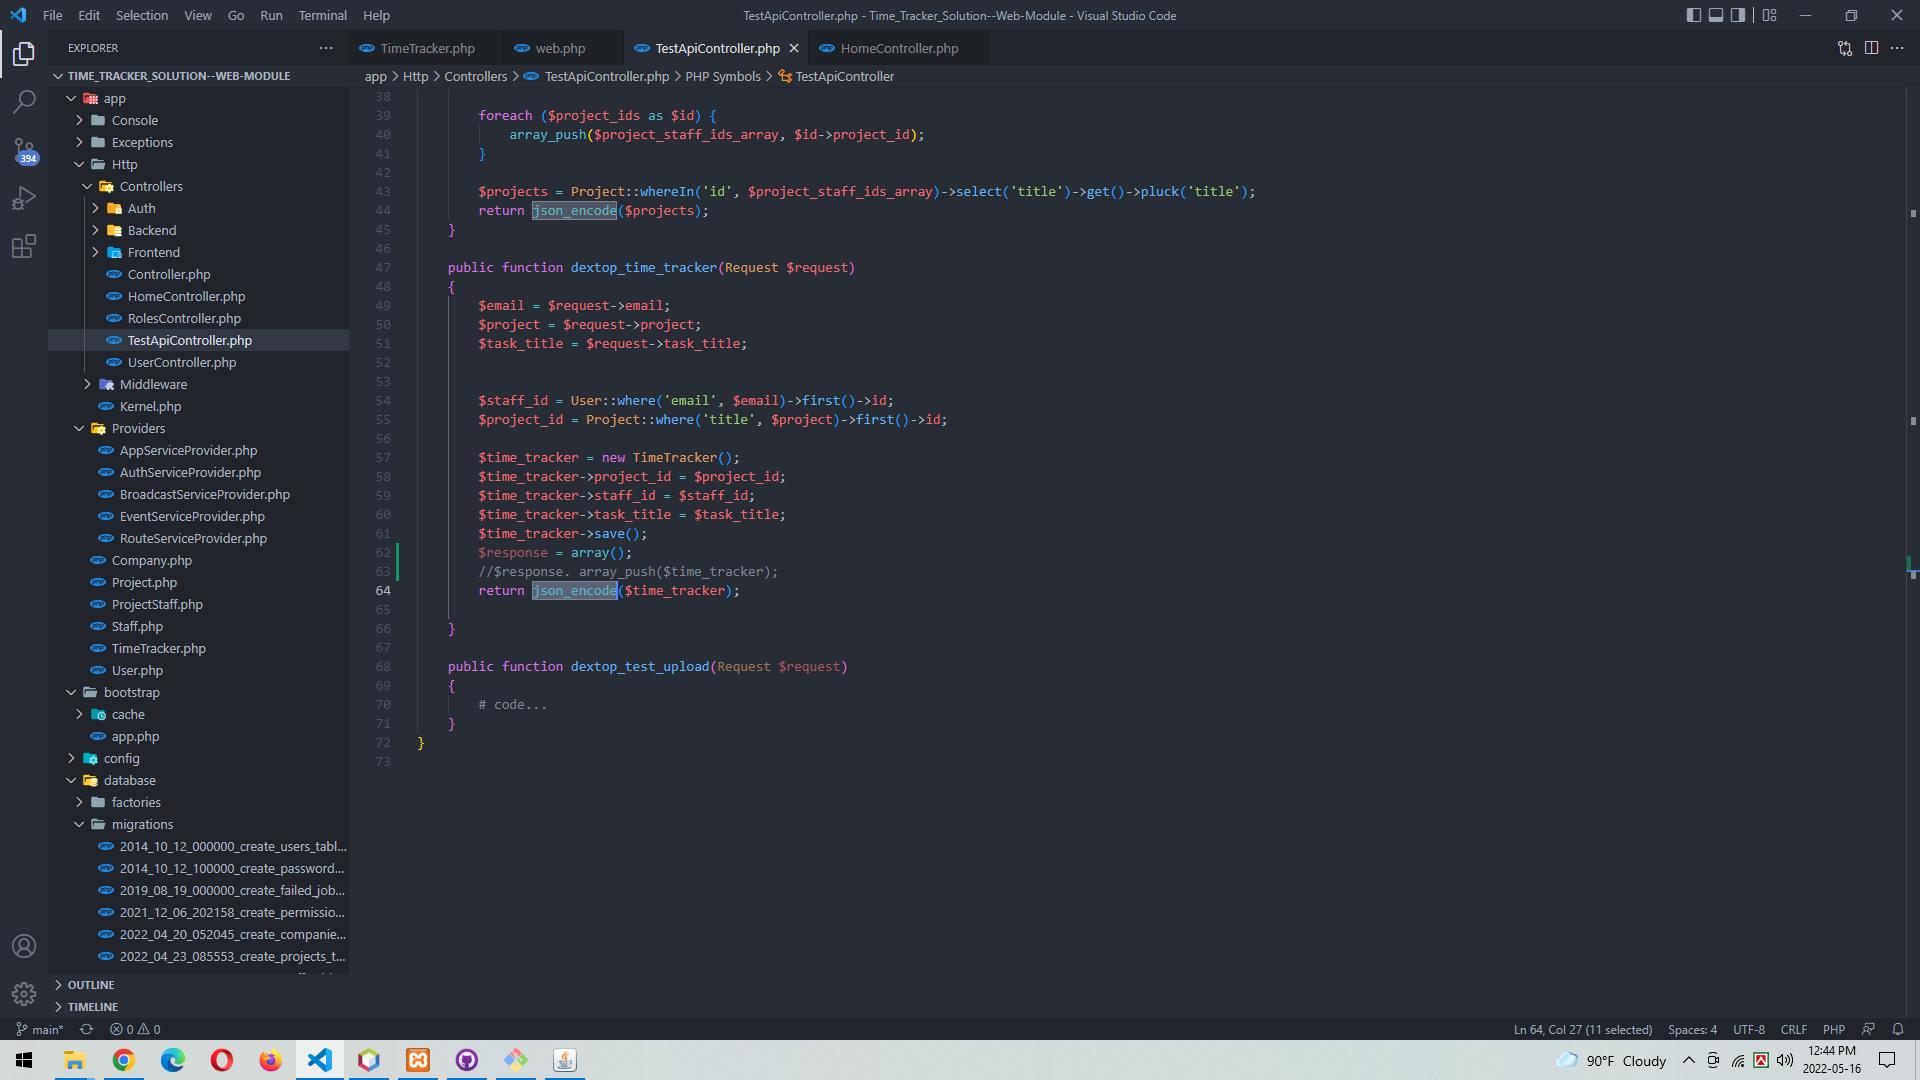 File Edit Selection View Go Run Terminal Help
TestApiController.php - Time_Tracker_Solution--Web-Module - Visual Studio Code
EXPLORER
TimeTracker.php
web.php
TestApiController.php
HomeController.php
TIME_TRACKER_SOLUTION--WEB-MODULE
app > Http > Controllers > TestApiController.php > PHP Symbols > TestApiController
app
Console
Exceptions
Http
Controllers
Auth
Backend
Frontend
Controller.php
HomeController.php
RolesController.php
TestApiController.php
UserController.php
Middleware
Kernel.php
Providers
AppServiceProvider.php
AuthServiceProvider.php
BroadcastServiceProvider.php
EventServiceProvider.php
RouteServiceProvider.php
Company.php
Project.php
ProjectStaff.php
Staff.php
TimeTracker.php
User.php
bootstrap
cache
app.php
config
database
factories
migrations
2014_10_12_000000_create_users_tabl...
2014_10_12_100000_create_password...
2019_08_19_000000_create_failed_job...
2021_12_06_202158_create_permissio...
2022_04_20_052045_create_companie...
2022_04_23_085553_create_projects_t...
OUTLINE
TIMELINE
394
38
39 foreach ($project_ids as $id) {
40 array_push($project_staff_ids_array, $id->project_id);
41 }
42
43 $projects = Project::whereIn('id', $project_staff_ids_array)->select('title')->get()->pluck('title');
44 return json_encode($projects);
45 }
46
47 public function dextop_time_tracker(Request $request)
48 {
49 $email = $request->email;
50 $project = $request->project;
51 $task_title = $request->task_title;
52
53
54 $staff_id = User::where('email', $email)->first()->id;
55 $project_id = Project::where('title', $project)->first()->id;
56
57 $time_tracker = new TimeTracker();
58 $time_tracker->project_id = $project_id;
59 $time_tracker->staff_id = $staff_id;
60 $time_tracker->task_title = $task_title;
61 $time_tracker->save();
62 $response = array();
63 //$response. array_push($time_tracker);
64 return json_encode($time_tracker);
65
66 }
67
68 public function dextop_test_upload(Request $request)
69 {
70 # code...
71 }
72 }
73
main* 0 0
Ln 64, Col 27 (11 selected) Spaces: 4 UTF-8 CRLF PHP
90°F Cloudy
12:44 PM
2022-05-16